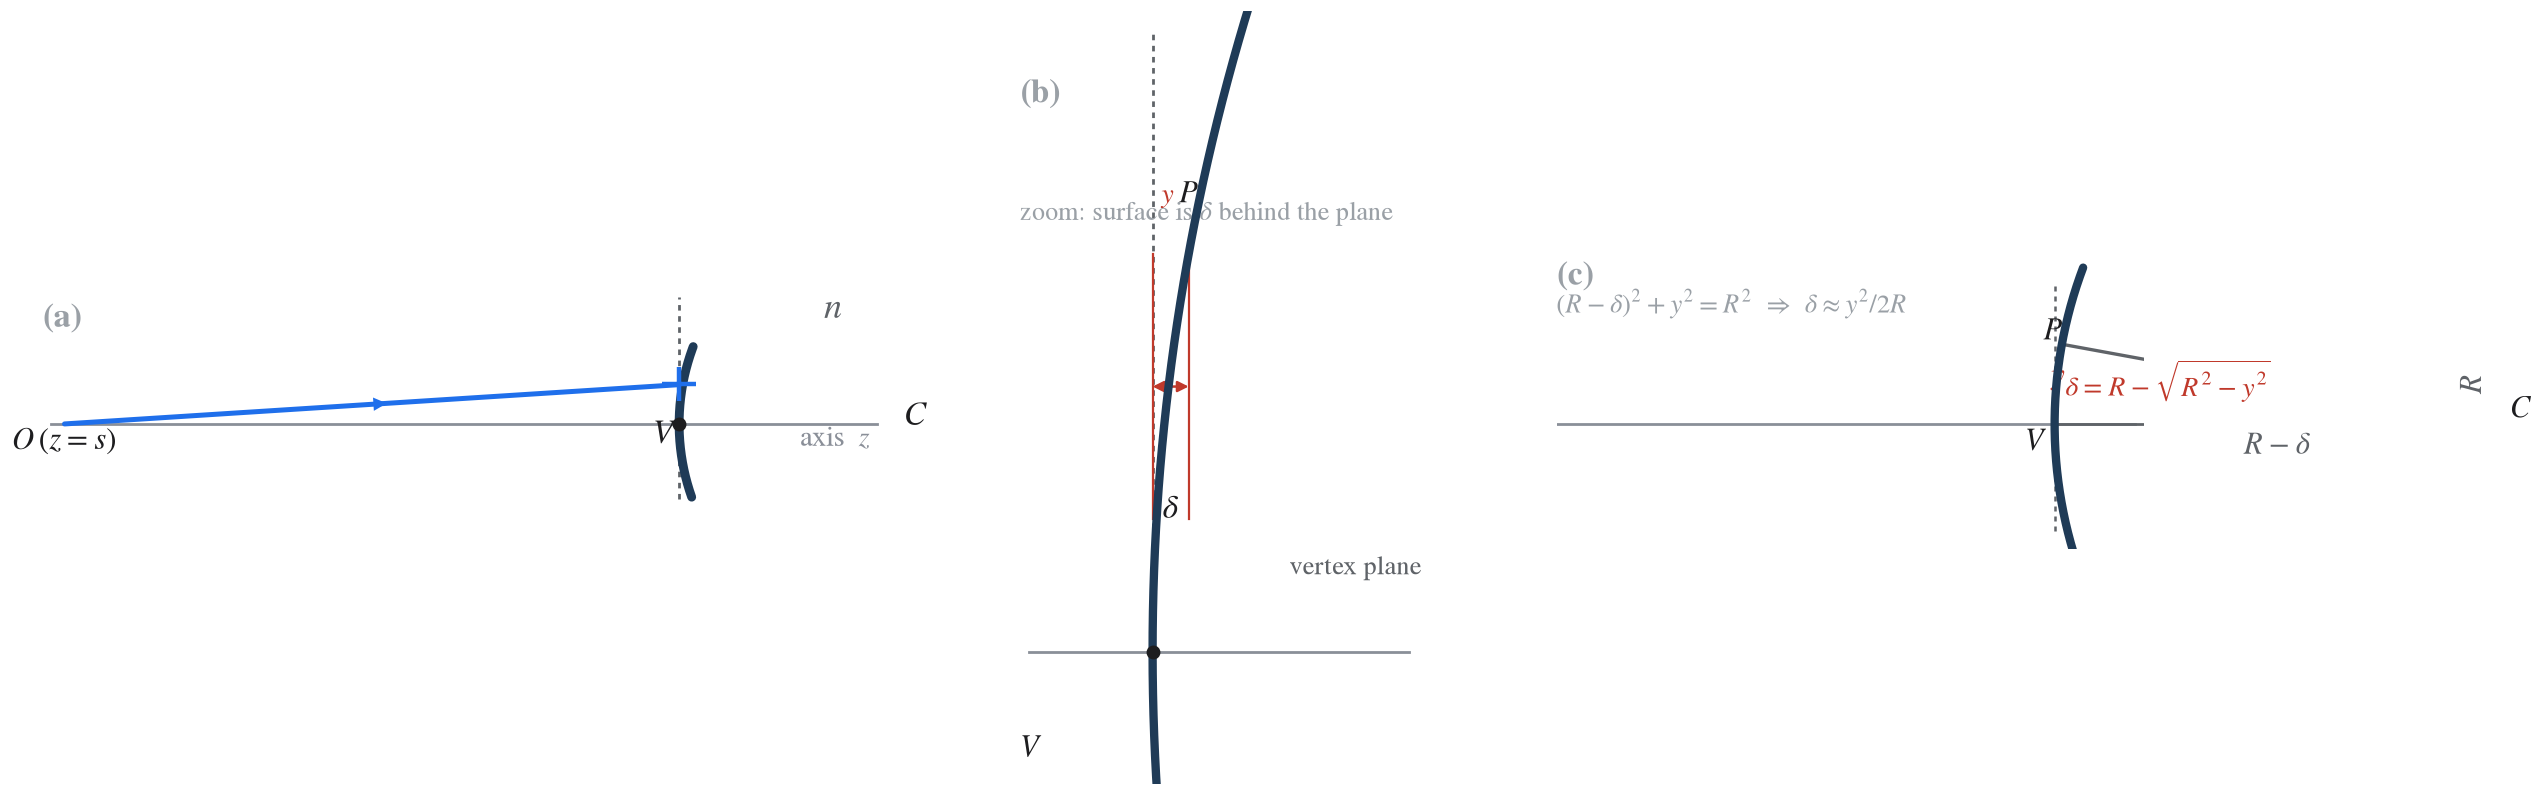 (a)
n
O (z = s)
V
axis z
C
(b)
y P
zoom: surface is δ behind the plane
δ
vertex plane
V
(c)
(R − δ)² + y² = R² ⇒ δ ≈ y²/2R
P
δ = R − √(R² − y²)
R
C
V
R − δ